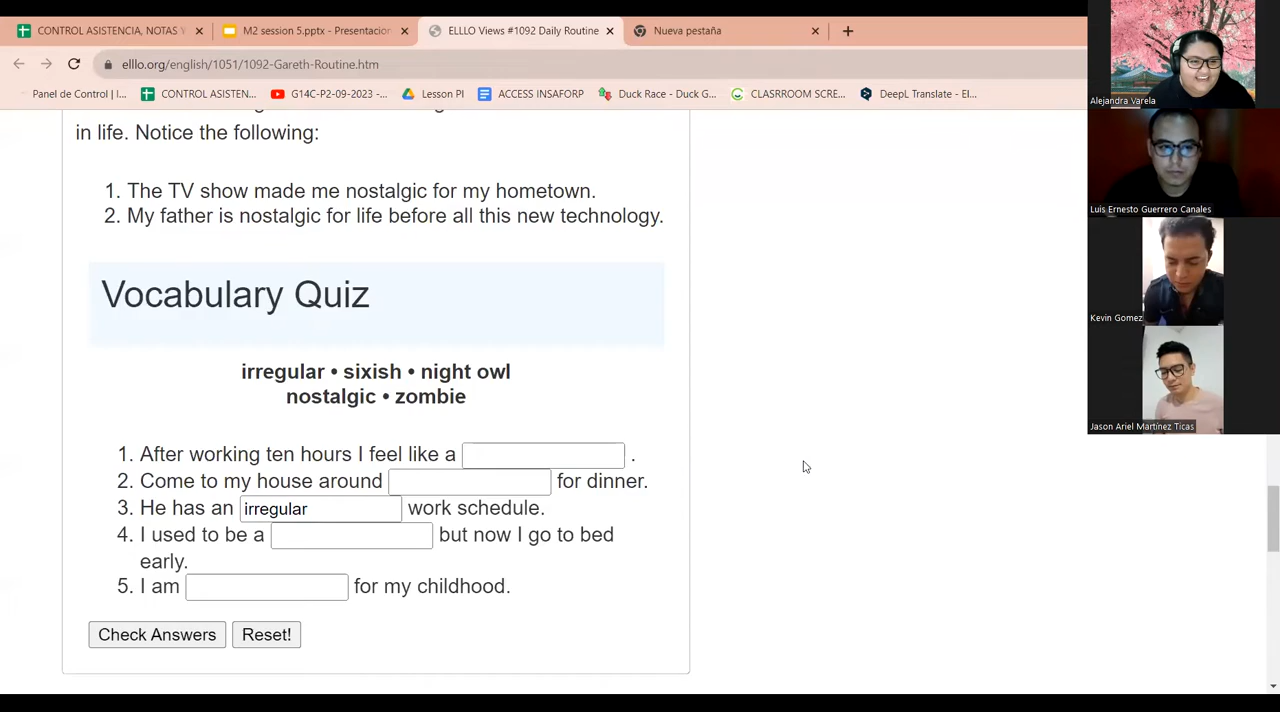 CONTROL ASISTENCIA, NOTAS Y
M2 session 5.pptx - Presentacion
ELLLO Views #1092 Daily Routine
Nueva pestaña
elllo.org/english/1051/1092-Gareth-Routine.htm
Panel de Control | I...
CONTROL ASISTEN...
G14C-P2-09-2023 -...
Lesson Pl
ACCESS INSAFORP
Duck Race - Duck G...
CLASRROOM SCRE...
DeepL Translate - El...
in life. Notice the following:
1. The TV show made me nostalgic for my hometown.
2. My father is nostalgic for life before all this new technology.
Vocabulary Quiz
irregular • sixish • night owl
nostalgic • zombie
1. After working ten hours I feel like a .
2. Come to my house around for dinner.
3. He has an irregular work schedule.
4. I used to be a but now I go to bed
early.
5. I am for my childhood.
Check Answers Reset!
Alejandra Varela
Luis Ernesto Guerrero Canales
Kevin Gomez
Jason Ariel Martínez Ticas